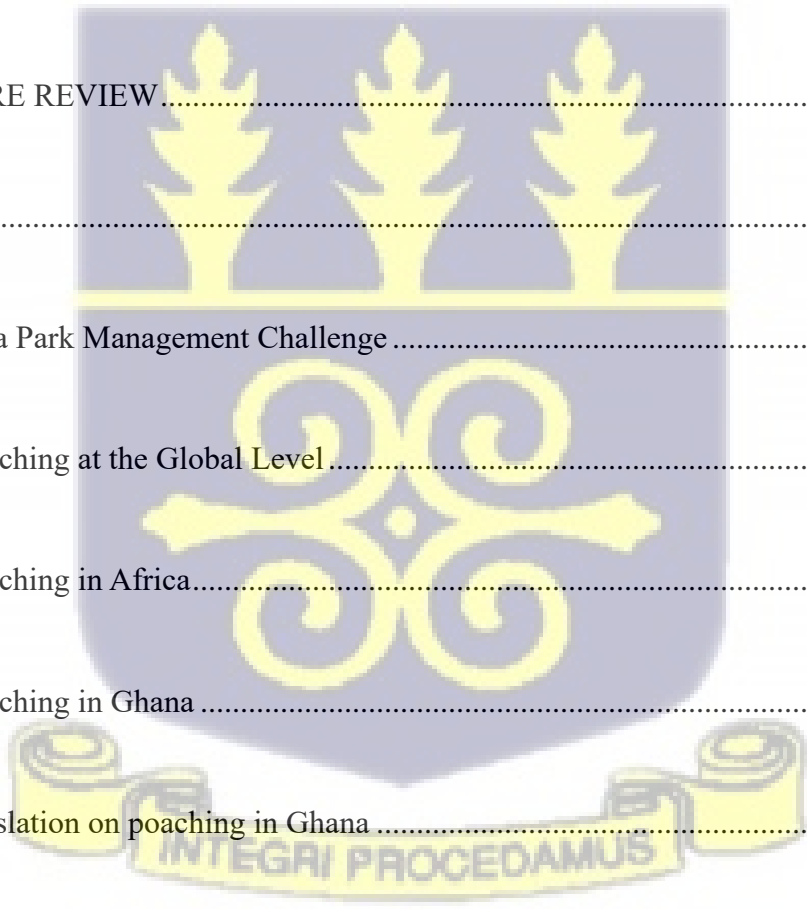 RE REVIEW................................................................................
................................................................................
a Park Management Challenge................................................................................
ching at the Global Level................................................................................
ching in Africa................................................................................
ching in Ghana................................................................................
slation on poaching in Ghana................................................................................
INTEGRI PROCEDAMUS